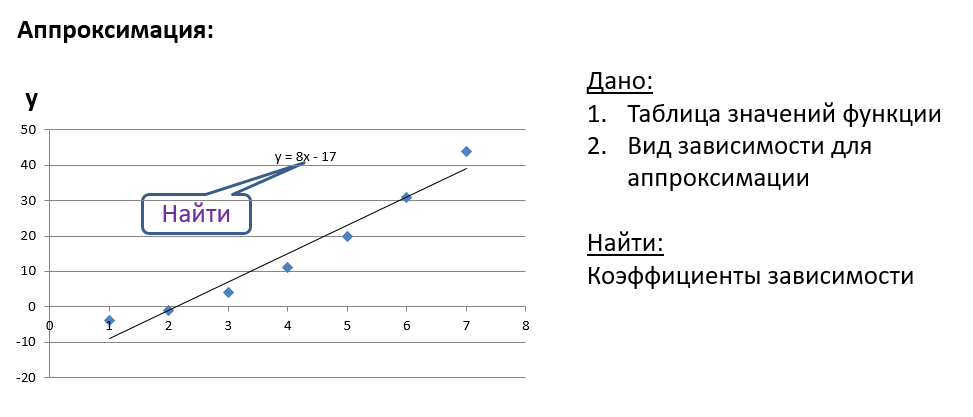 Аппроксимация:
y
50
40
30
20
10
0
-10
-20
0 1 2 3 4 5 6 7 8
y = 8x - 17
Найти
Дано:
1. Таблица значений функции
2. Вид зависимости для
аппроксимации
Найти:
Коэффициенты зависимости